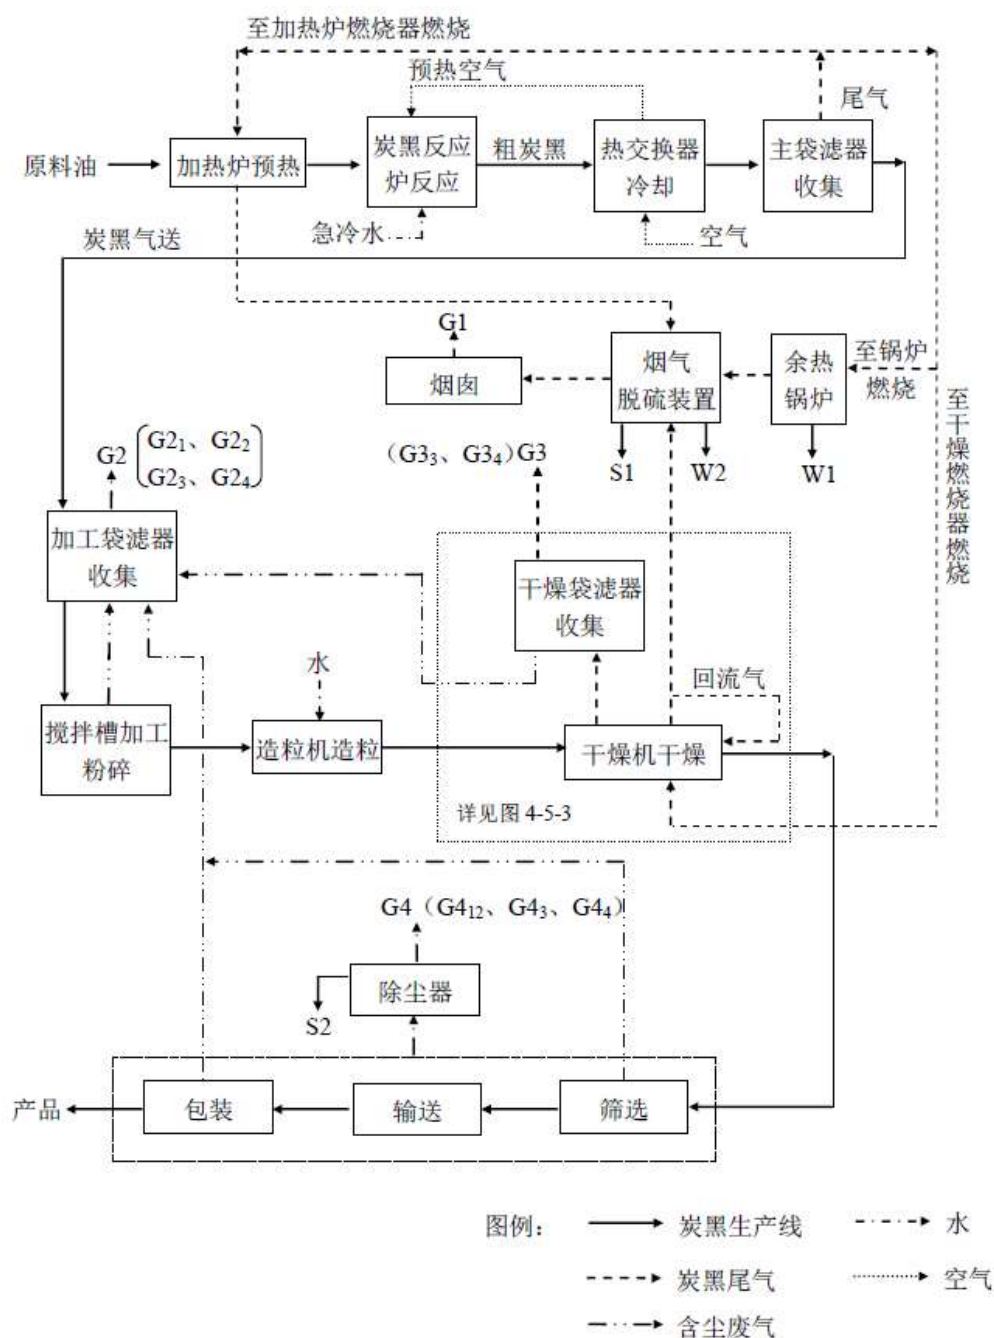 至加热炉燃烧器燃烧
预热空气
尾气
原料油
加热炉预热
炭黑反应
炉反应
粗炭黑
热交换器
冷却
主袋滤器
收集
急冷水
空气
炭黑气送
G1
烟囱
烟气
脱硫装置
余热
锅炉
至锅炉
燃烧
至干燥燃烧器燃烧
S1
W2
W1
(G3₃、G3₄)G3
G2
G2₁、G2₂
G2₃、G2₄
加工袋滤器
收集
干燥袋滤器
收集
水
回流气
搅拌槽加工
粉碎
造粒机造粒
干燥机干燥
详见图 4-5-3
G4（G4₁₂、G4₃、G4₄）
除尘器
S2
产品
包装
输送
筛选
图例：
炭黑生产线
水
炭黑尾气
空气
含尘废气